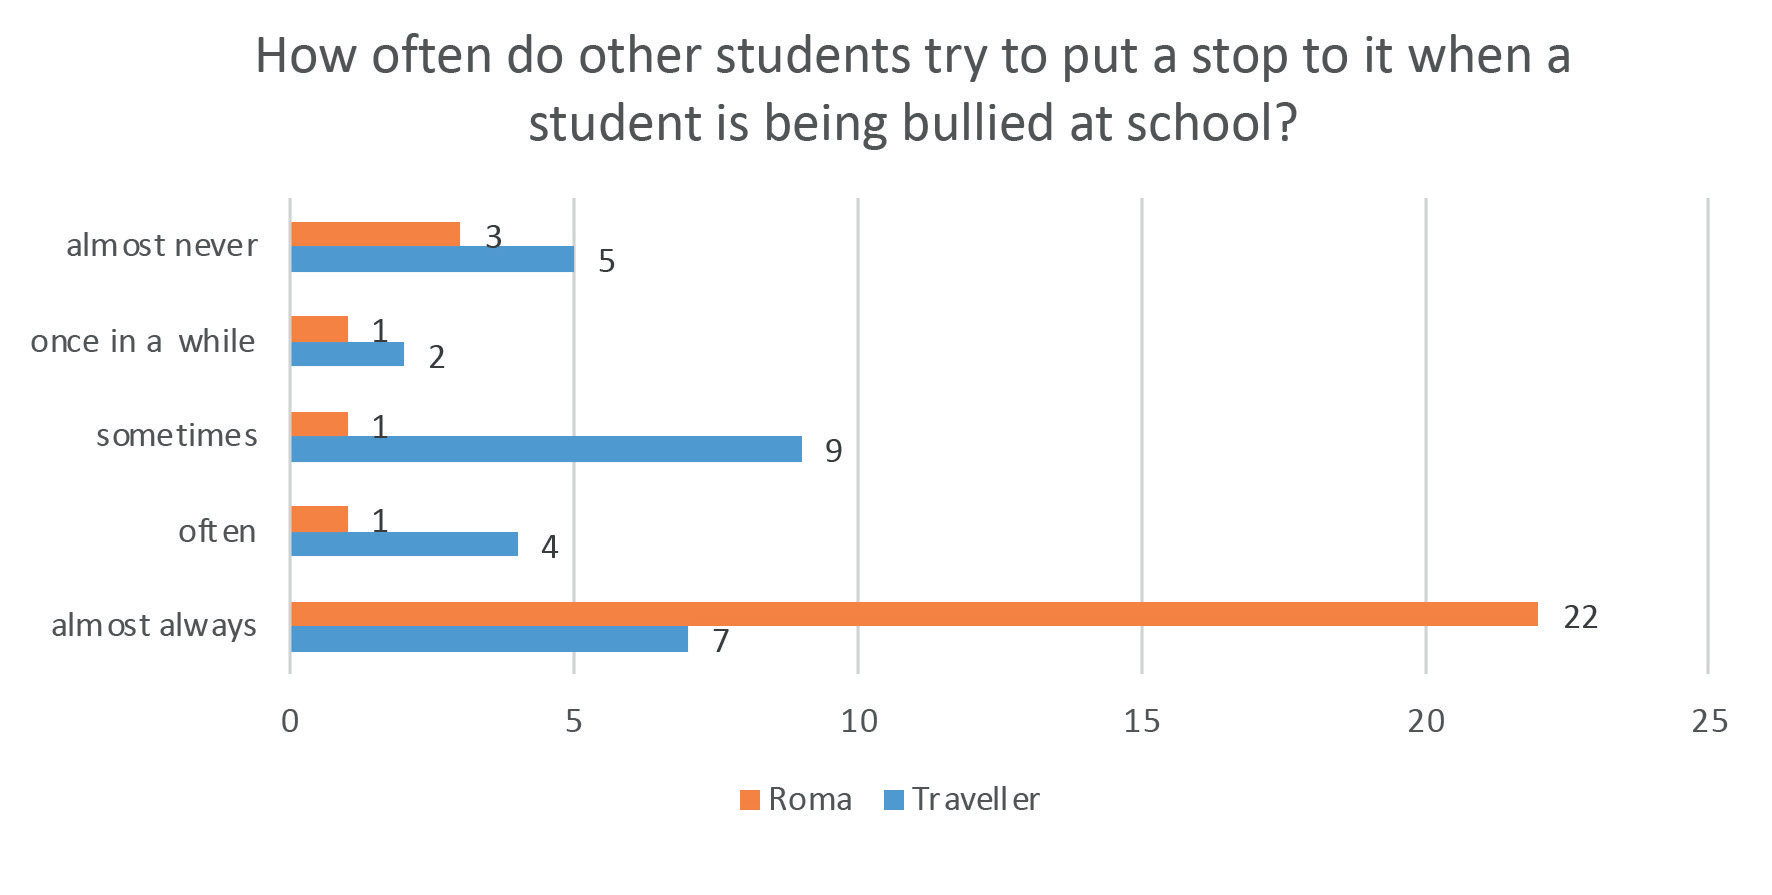 How often do other students try to put a stop to it when a
student is being bullied at school?
almost never
3
5
once in a while
1
2
sometimes
1
9
often
1
4
almost always
22
7
0 5 10 15 20 25
Roma Traveller